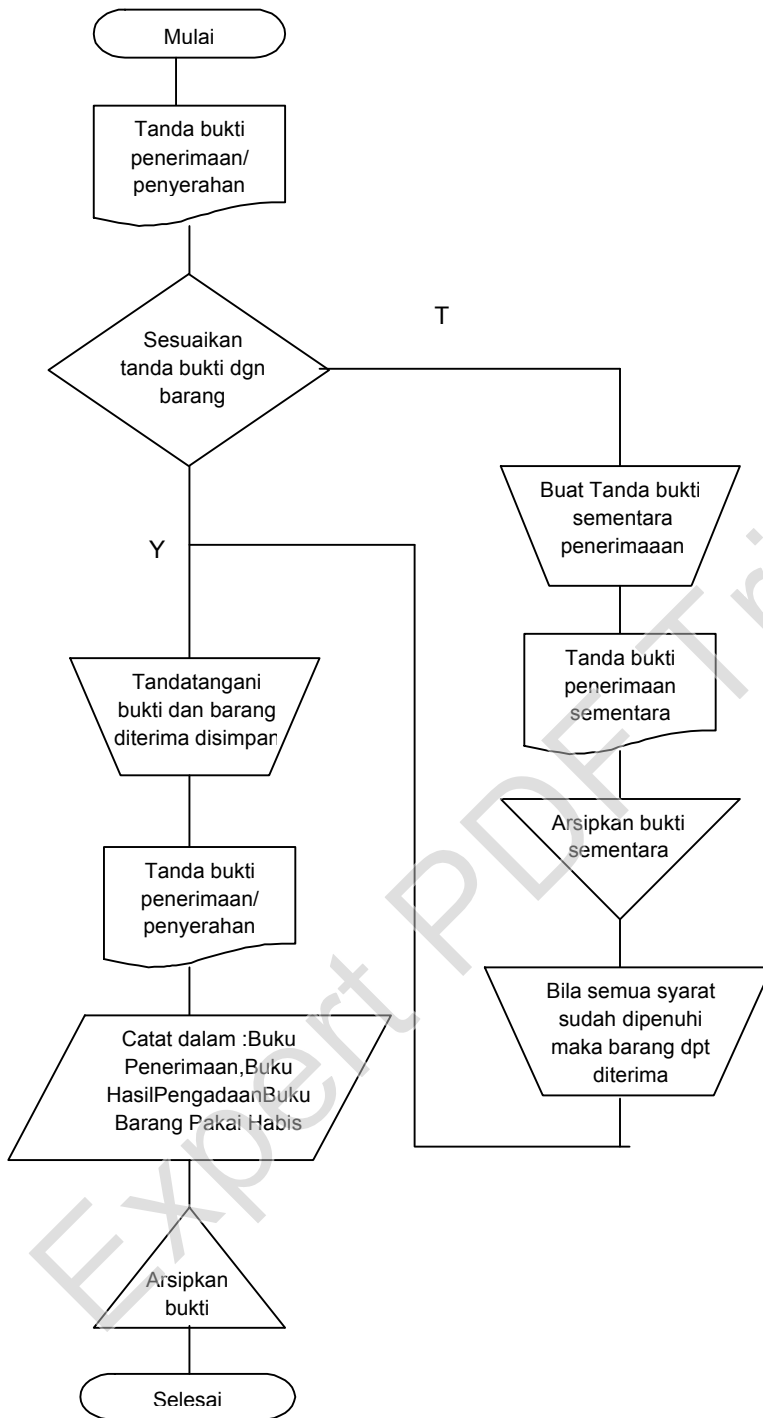 Mulai
Tanda bukti
penerimaan/
penyerahan
Sesuaikan
tanda bukti dgn
barang
T
Buat Tanda bukti
sementara
penerimaaan
Tanda bukti
penerimaan
sementara
Arsipkan bukti
sementara
Bila semua syarat
sudah dipenuhi
maka barang dpt
diterima
Y
Tandatangani
bukti dan barang
diterima disimpan
Tanda bukti
penerimaan/
penyerahan
Catat dalam :Buku
Penerimaan,Buku
HasilPengadaanBuku
Barang Pakai Habis
Arsipkan
bukti
Selesai
Expert PDF Tri